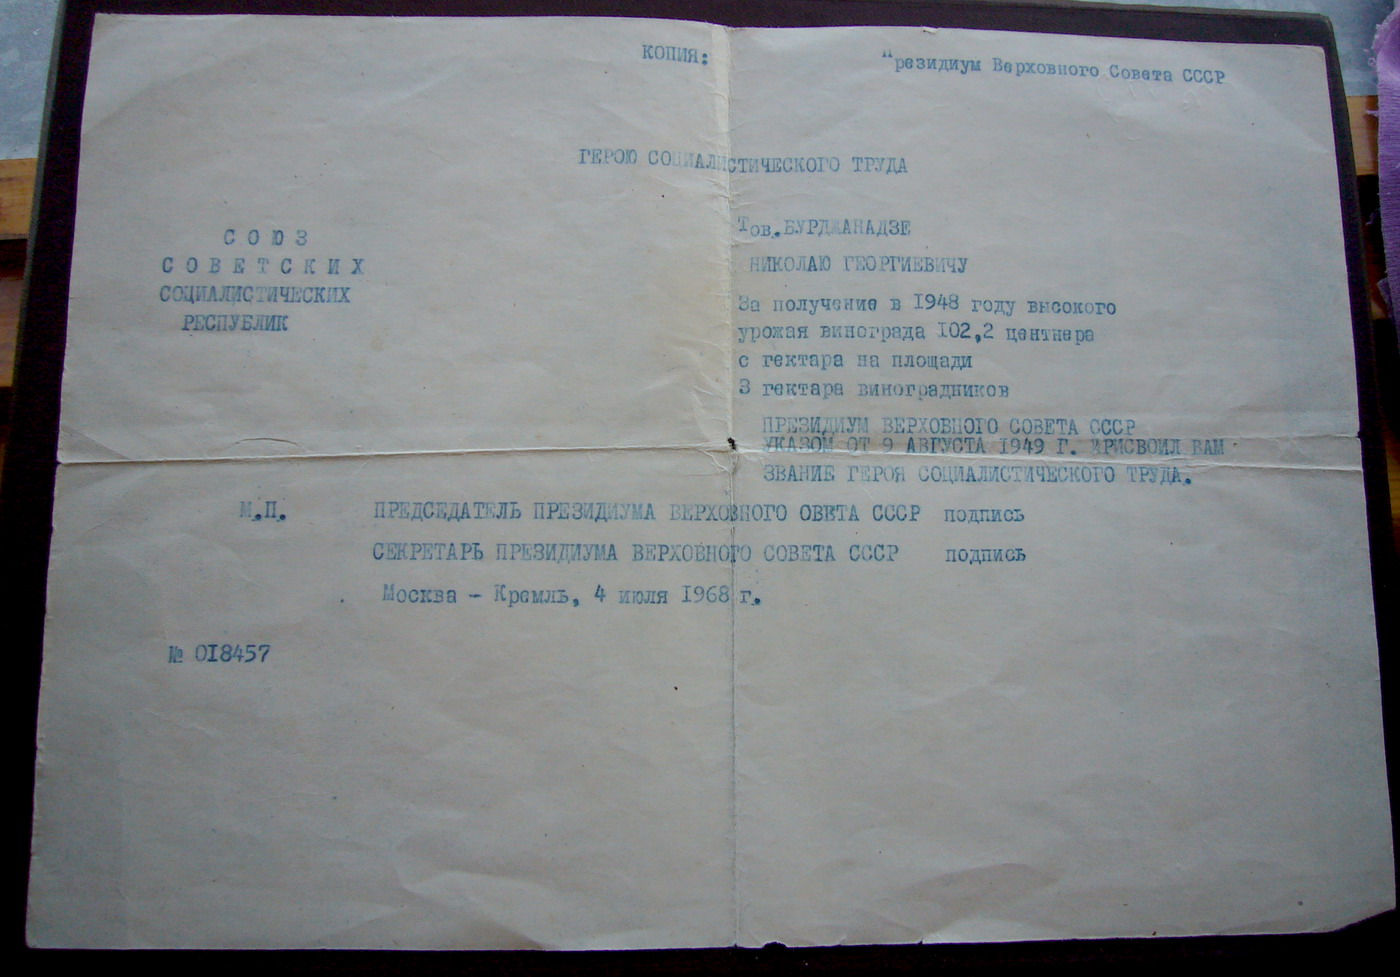 КОПИЯ:
Президиум Верховного Совета СССР
ГЕРОЮ СОЦИАЛИСТИЧЕСКОГО ТРУДА
СОЮЗ
СОВЕТСКИХ
СОЦИАЛИСТИЧЕСКИХ
РЕСПУБЛИК
Тов.БУРДЖАНАДЗЕ
НИКОЛАЮ ГЕОРГИЕВИЧУ
За получение в 1948 году высокого
урожая винограда 102,2 центнера
с гектара на площади
3 гектара виноградников
ПРЕЗИДИУМ ВЕРХОВНОГО СОВЕТА СССР
УКАЗОМ ОТ 9 АВГУСТА 1949 Г. ПРИСВОИЛ ВАМ
ЗВАНИЕ ГЕРОЯ СОЦИАЛИСТИЧЕСКОГО ТРУДА.
М.П. ПРЕДСЕДАТЕЛЬ ПРЕЗИДИУМА ВЕРХОВНОГО ОВЕТА СССР подпись
СЕКРЕТАРЬ ПРЕЗИДИУМА ВЕРХОВНОГО СОВЕТА СССР подпись
Москва - Кремль, 4 июля 1968 г.
№ 018457